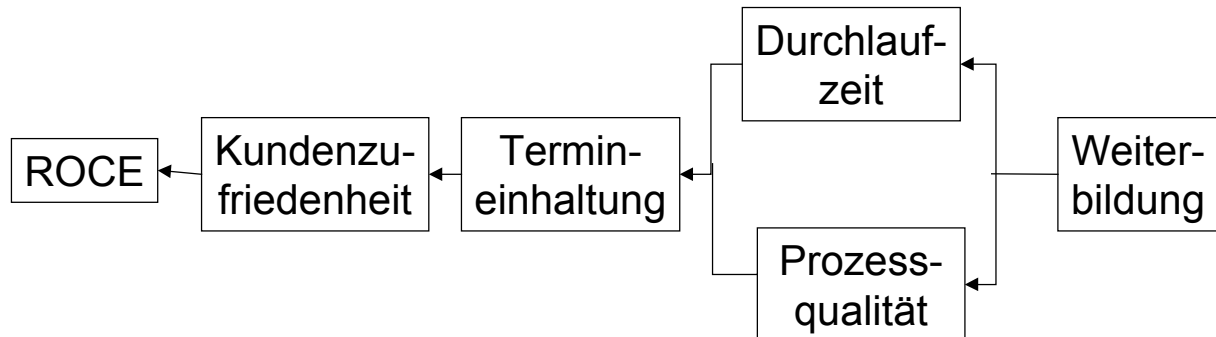 ROCE
Kundenzu-
friedenheit
Termin-
einhaltung
Durchlauf-
zeit
Prozess-
qualität
Weiter-
bildung